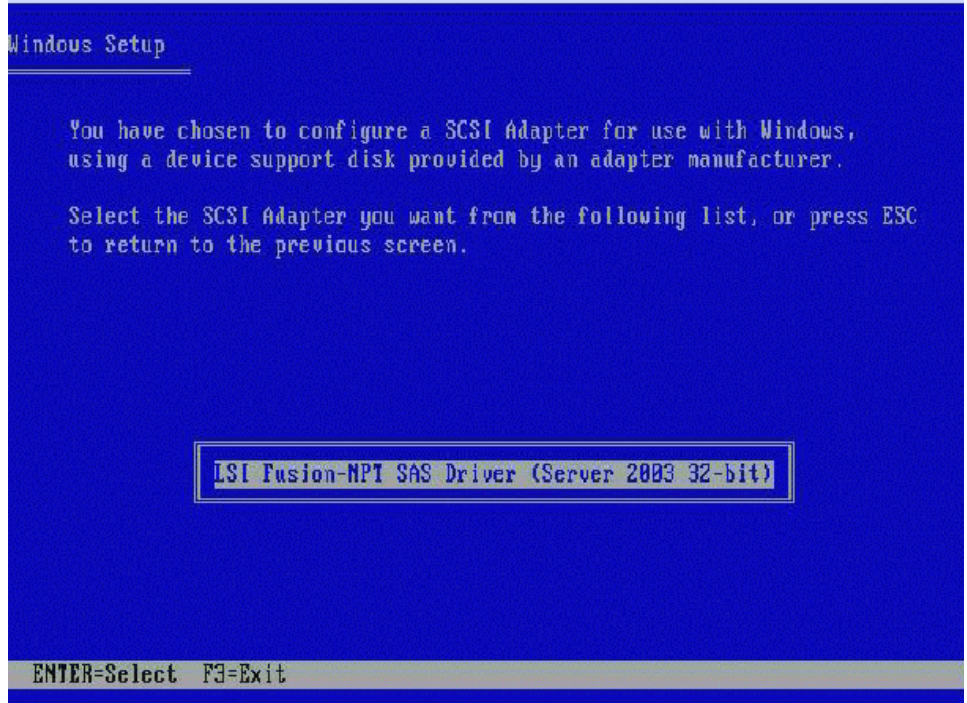 Windows Setup
You have chosen to configure a SCSI Adapter for use with Windows,
using a device support disk provided by an adapter manufacturer.
Select the SCSI Adapter you want from the following list, or press ESC
to return to the previous screen.
LSI Fusion-MPT SAS Driver (Server 2003 32-bit)
ENTER=Select F3=Exit